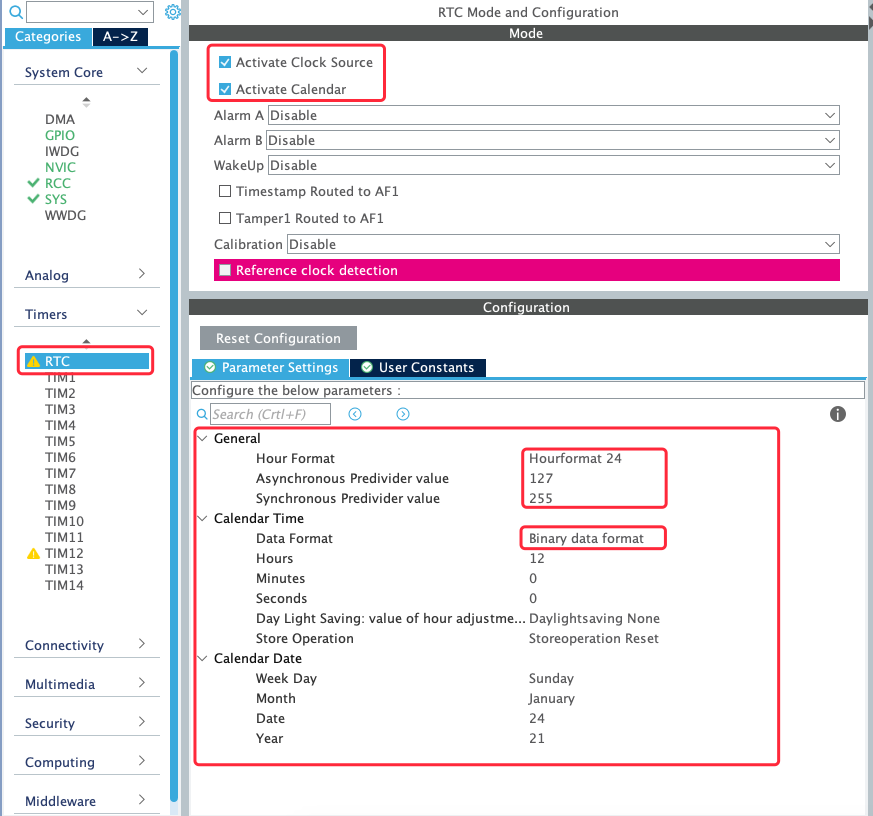 RTC Mode and Configuration
Categories
A->Z
Mode
System Core
Activate Clock Source
Activate Calendar
Alarm A Disable
Alarm B Disable
WakeUp Disable
Timestamp Routed to AF1
Tamper1 Routed to AF1
Calibration Disable
Reference clock detection
DMA
GPIO
IWDG
NVIC
RCC
SYS
WWDG
Analog
Timers
RTC
TIM1
TIM2
TIM3
TIM4
TIM5
TIM6
TIM7
TIM8
TIM9
TIM10
TIM11
TIM12
TIM13
TIM14
Connectivity
Multimedia
Security
Computing
Middleware
Configuration
Reset Configuration
Parameter Settings
User Constants
Configure the below parameters :
Search (Crtl+F)
General
Hour Format Hourformat 24
Asynchronous Predivider value 127
Synchronous Predivider value 255
Calendar Time
Data Format Binary data format
Hours 12
Minutes 0
Seconds 0
Day Light Saving: value of hour adjustme... Daylightsaving None
Store Operation Storeoperation Reset
Calendar Date
Week Day Sunday
Month January
Date 24
Year 21